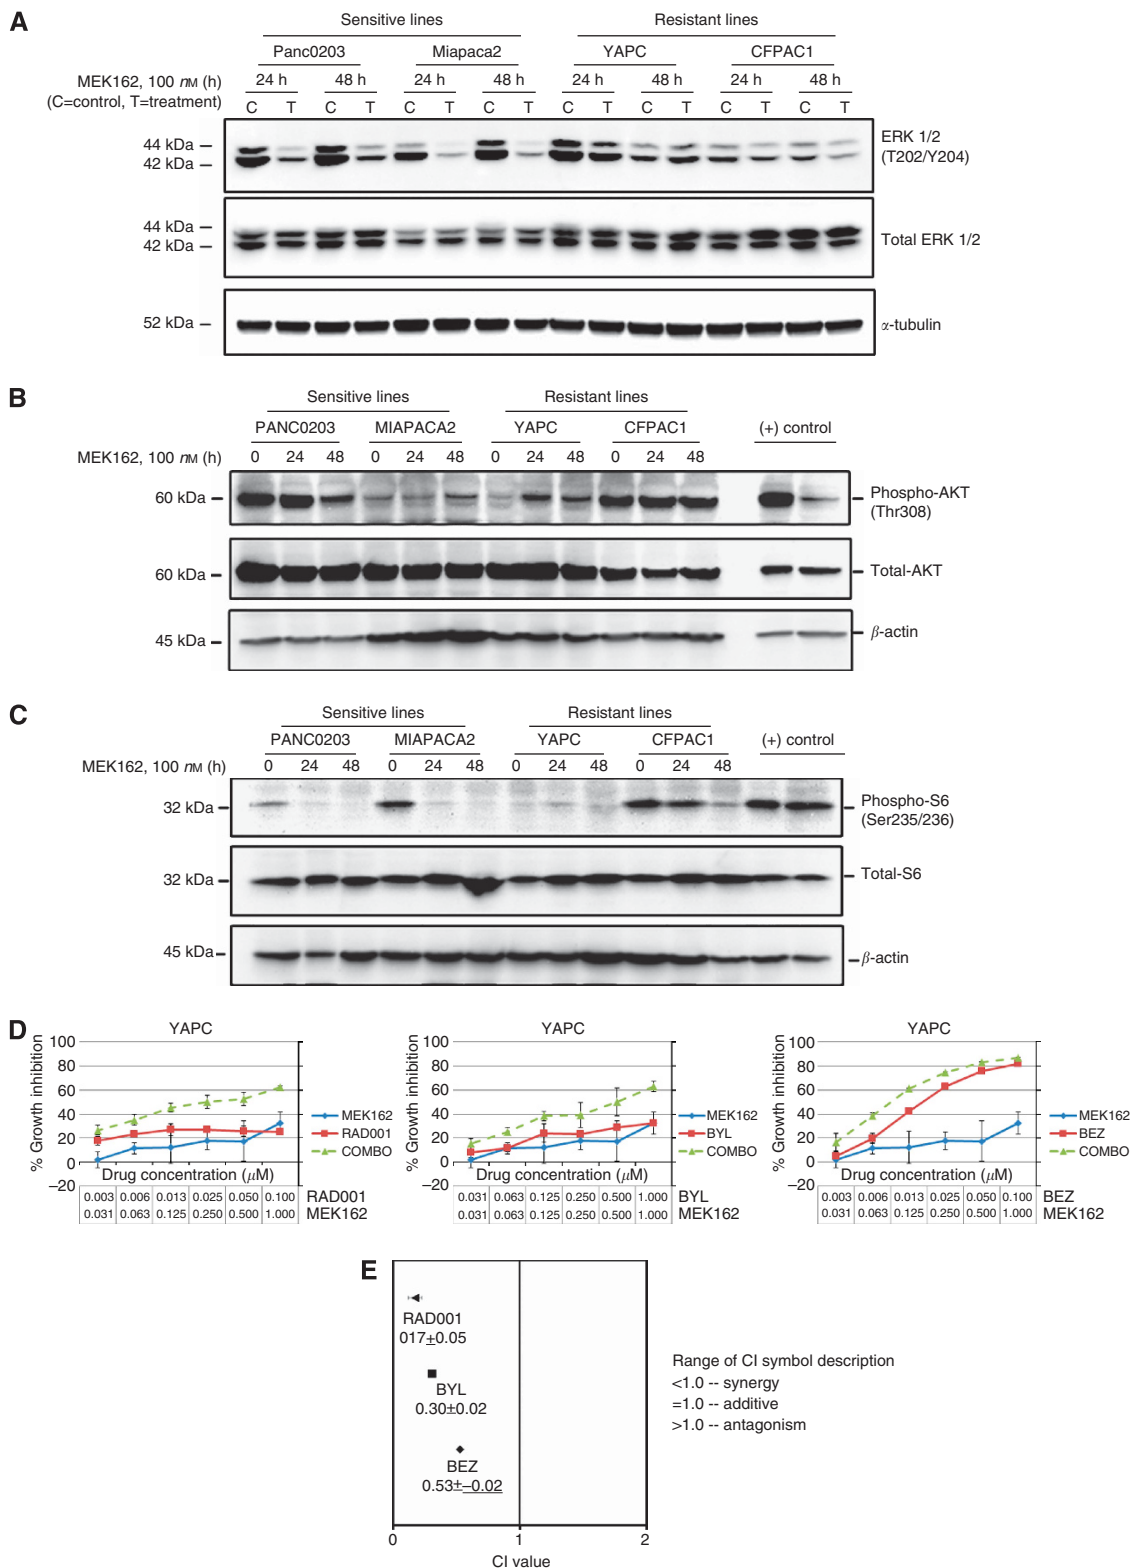 A
Sensitive lines Resistant lines
Panc0203 Miapaca2 YAPC CFPAC1
MEK162, 100 nM (h) 24 h 48 h 24 h 48 h 24 h 48 h 24 h 48 h
(C=control, T=treatment) C T C T C T C T C T C T C T C T
44 kDa
42 kDa
ERK 1/2
(T202/Y204)
44 kDa
42 kDa
Total ERK 1/2
52 kDa
α-tubulin
B
Sensitive lines Resistant lines
PANC0203 MIAPACA2 YAPC CFPAC1 (+) control
MEK162, 100 nM (h) 0 24 48 0 24 48 0 24 48 0 24 48
60 kDa
Phospho-AKT
(Thr308)
60 kDa
Total-AKT
45 kDa
β-actin
C
Sensitive lines Resistant lines
PANC0203 MIAPACA2 YAPC CFPAC1 (+) control
MEK162, 100 nM (h) 0 24 48 0 24 48 0 24 48 0 24 48
32 kDa
Phospho-S6
(Ser235/236)
32 kDa
Total-S6
45 kDa
β-actin
D
YAPC
% Growth inhibition
100
80
60
40
20
0
–20
MEK162
RAD001
COMBO
Drug concentration (μM)
0.003 0.006 0.013 0.025 0.050 0.100 RAD001
0.031 0.063 0.125 0.250 0.500 1.000 MEK162
YAPC
% Growth inhibition
100
80
60
40
20
0
–20
MEK162
BYL
COMBO
Drug concentration (μM)
0.031 0.063 0.125 0.250 0.500 1.000 BYL
0.031 0.063 0.125 0.250 0.500 1.000 MEK162
YAPC
% Growth inhibition
100
80
60
40
20
0
–20
MEK162
BEZ
COMBO
Drug concentration (μM)
0.003 0.006 0.013 0.025 0.050 0.100 BEZ
0.031 0.063 0.125 0.250 0.500 1.000 MEK162
E
RAD001
017±0.05
BYL
0.30±0.02
BEZ
0.53±–0.02
0 1 2
CI value
Range of CI symbol description
<1.0 -- synergy
=1.0 -- additive
>1.0 -- antagonism